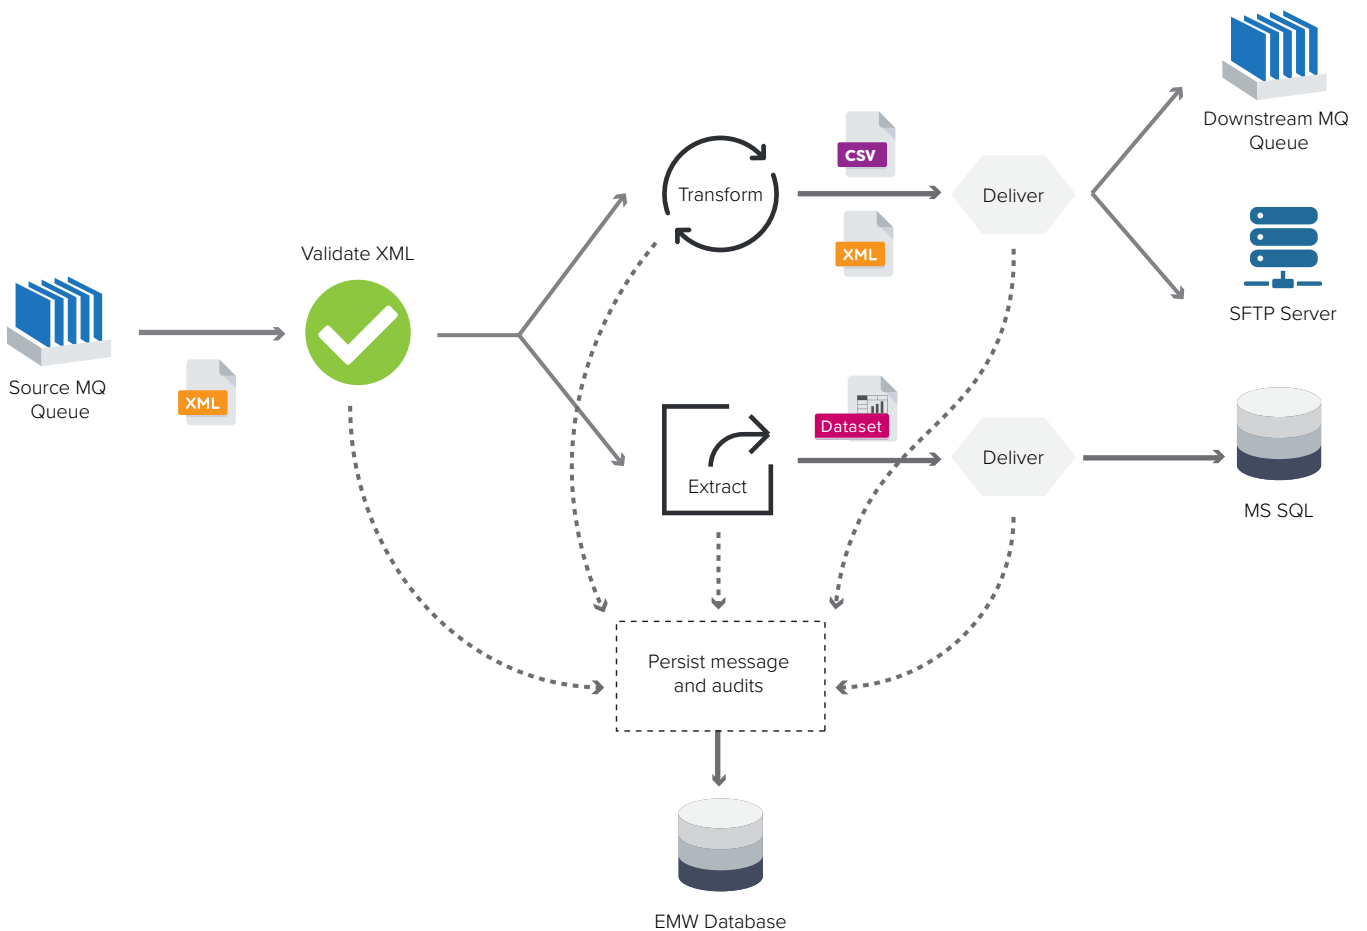 Downstream MQ
Queue
CSV
Transform
Deliver
XML
Validate XML
SFTP Server
Source MQ
Queue
XML
Dataset
Extract
Deliver
MS SQL
Persist message
and audits
EMW Database